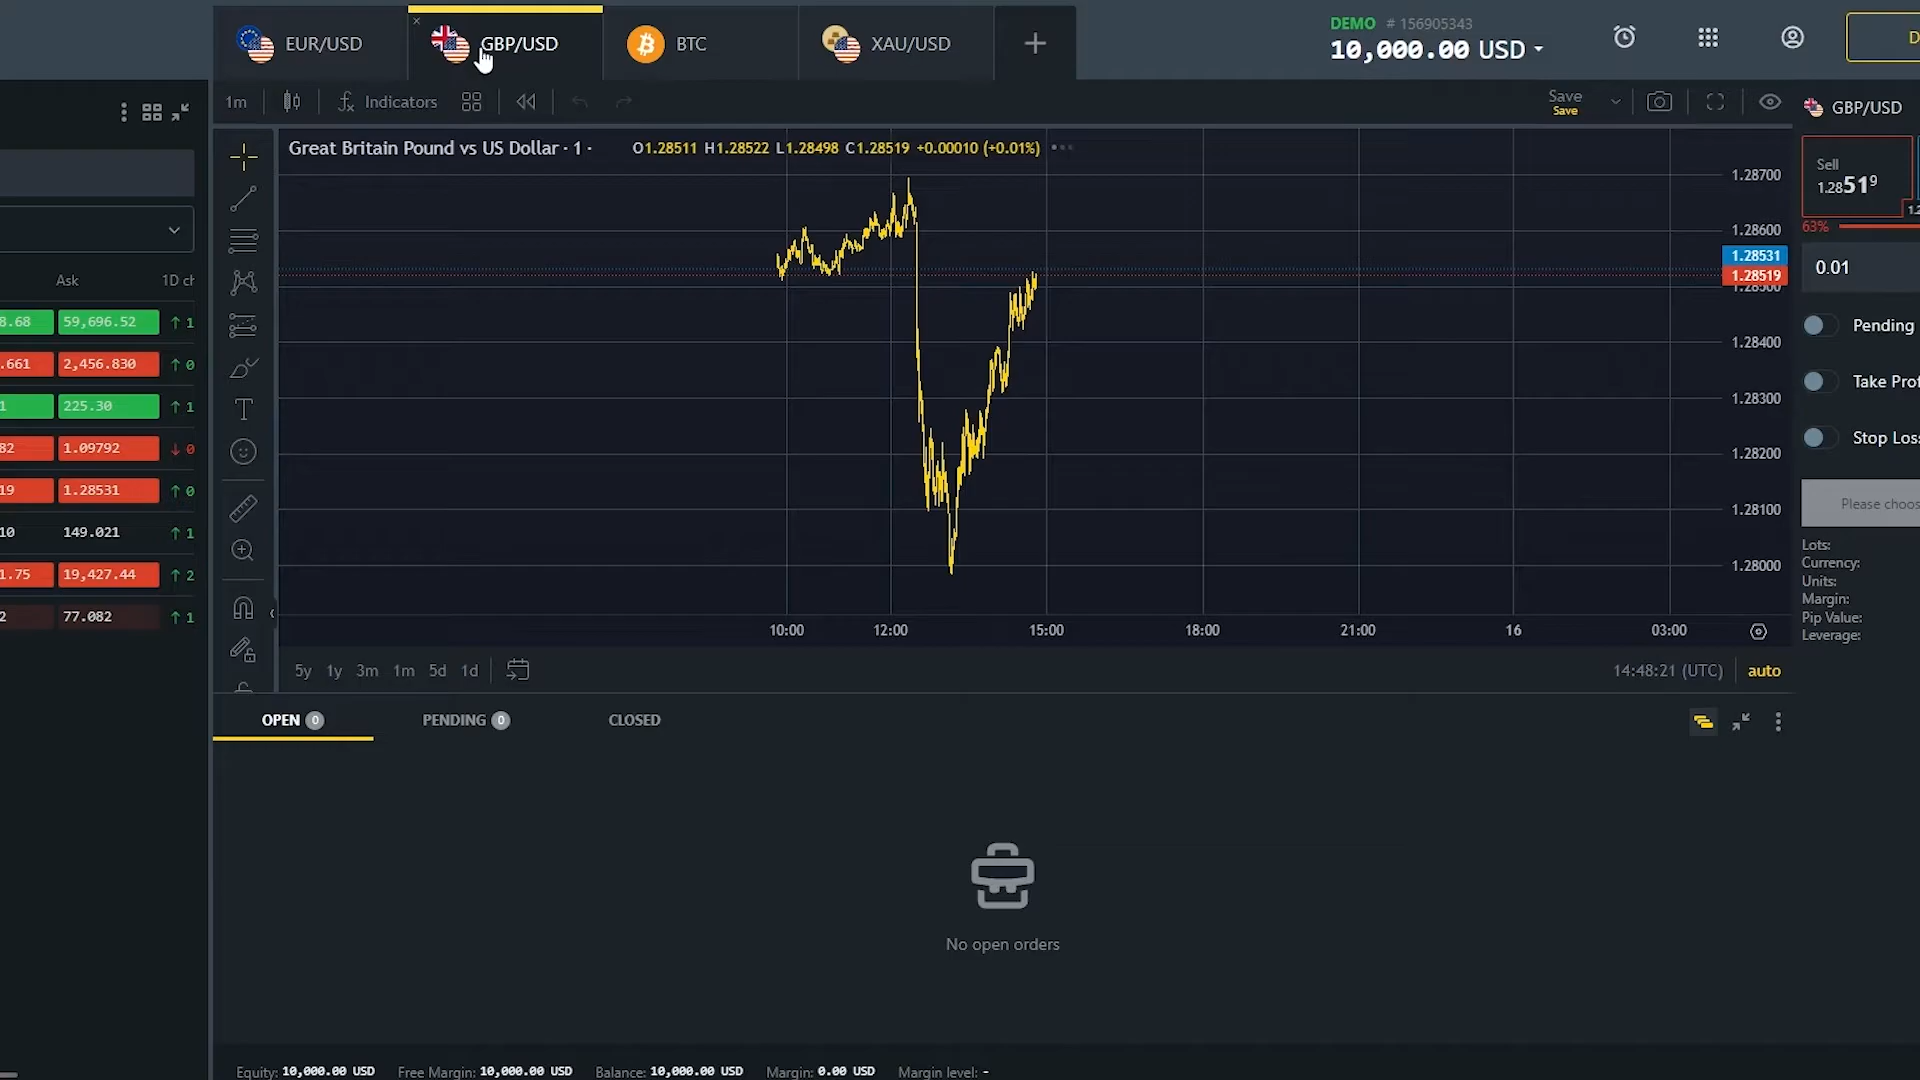 EUR/USD
GBP/USD
BTC
XAU/USD
DEMO # 156905343
10,000.00 USD
1m
Indicators
Save
Save
GBP/USD
Great Britain Pound vs US Dollar · 1 ·
O1.28511 H1.28522 L1.28498 C1.28519 +0.00010 (+0.01%)
1.28700
1.28600
1.28531
1.28519
1.28500
1.28400
1.28300
1.28200
1.28100
1.28000
Sell
1.28519
63%
0.01
Pending
Take Prof
Stop Loss
Please choos
Lots:
Currency:
Units:
Margin:
Pip Value:
Leverage:
Ask 1D ch
8.68 59,696.52 ↑ 1
.661 2,456.830 ↑ 0
1 225.30 ↑ 1
82 1.09792 ↓ 0
19 1.28531 ↑ 0
10 149.021 ↑ 1
1.75 19,427.44 ↑ 2
2 77.082 ↑ 1
10:00 12:00 15:00 18:00 21:00 16 03:00
5y 1y 3m 1m 5d 1d
14:48:21 (UTC) auto
OPEN 0 PENDING 0 CLOSED
No open orders
Equity: 10,000.00 USD Free Margin: 10,000.00 USD Balance: 10,000.00 USD Margin: 0.00 USD Margin level: -